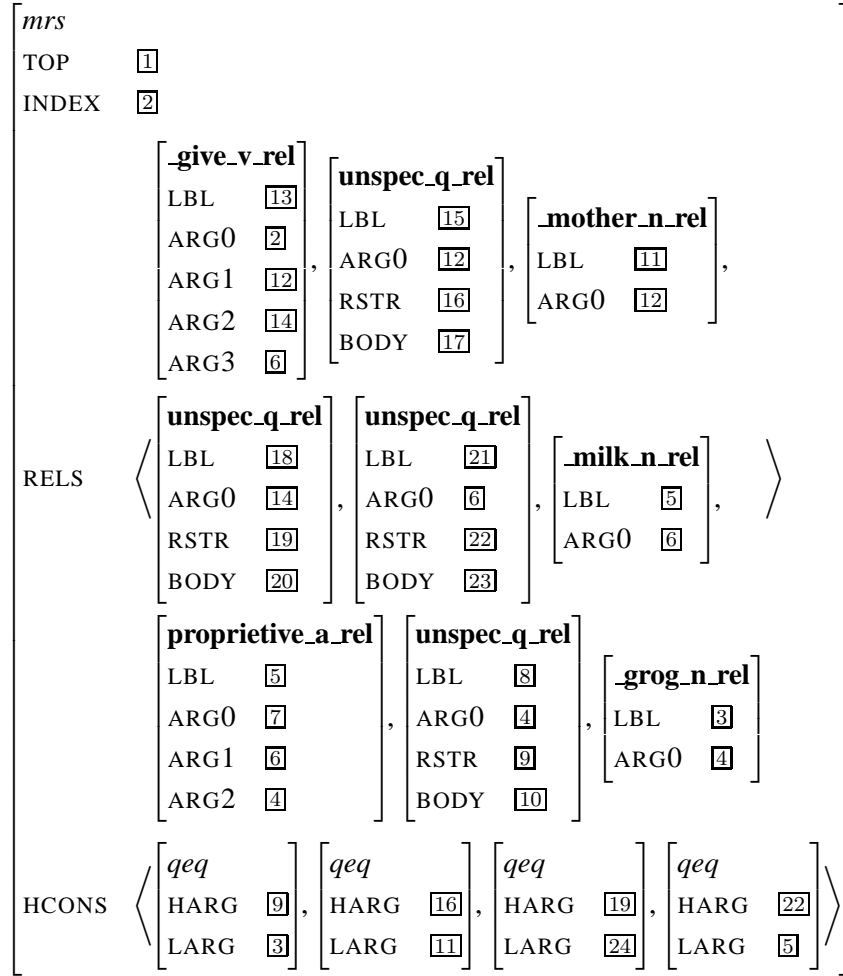 mrs
TOP 1
INDEX 2
_give_v_rel
LBL 13
ARG0 2
ARG1 12
ARG2 14
ARG3 6
,
unspec_q_rel
LBL 15
ARG0 12
RSTR 16
BODY 17
,
_mother_n_rel
LBL 11
ARG0 12
,
RELS
unspec_q_rel
LBL 18
ARG0 14
RSTR 19
BODY 20
,
unspec_q_rel
LBL 21
ARG0 6
RSTR 22
BODY 23
,
_milk_n_rel
LBL 5
ARG0 6
,
proprietive_a_rel
LBL 5
ARG0 7
ARG1 6
ARG2 4
,
unspec_q_rel
LBL 8
ARG0 4
RSTR 9
BODY 10
,
_grog_n_rel
LBL 3
ARG0 4
HCONS
qeq
HARG 9
LARG 3
,
qeq
HARG 16
LARG 11
,
qeq
HARG 19
LARG 24
,
qeq
HARG 22
LARG 5